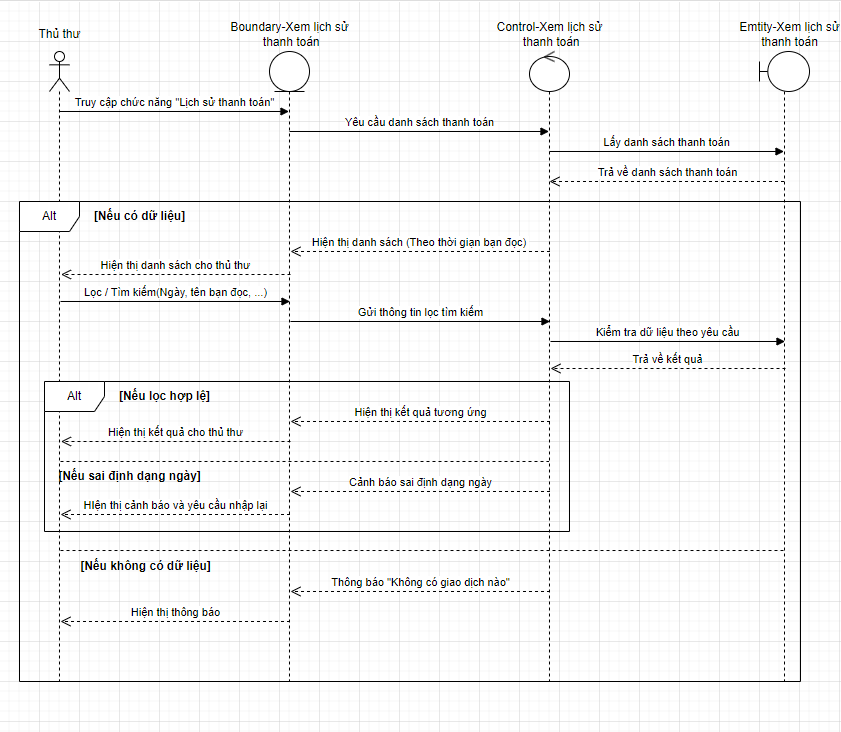 Thủ thư
Boundary-Xem lịch sử
thanh toán
Control-Xem lịch sử
thanh toán
Emtity-Xem lịch sử
thanh toán
Truy cập chức năng "Lịch sử thanh toán"
Yêu cầu danh sách thanh toán
Lấy danh sách thanh toán
Trả về danh sách thanh toán
Alt
[Nếu có dữ liệu]
Hiện thị danh sách (Theo thời gian bạn đọc)
Hiện thị danh sách cho thủ thư
Lọc / Tìm kiếm(Ngày, tên bạn đọc, ...)
Gửi thông tin lọc tìm kiếm
Kiểm tra dữ liệu theo yêu cầu
Trả về kết quả
Alt
[Nếu lọc hợp lệ]
Hiện thị kết quả tương ứng
Hiện thị kết quả cho thủ thư
[Nếu sai định dạng ngày]
Cảnh báo sai định dạng ngày
HIện thị cảnh báo và yêu cầu nhập lại
[Nếu không có dữ liệu]
Thông báo "Không có giao dịch nào"
Hiện thị thông báo